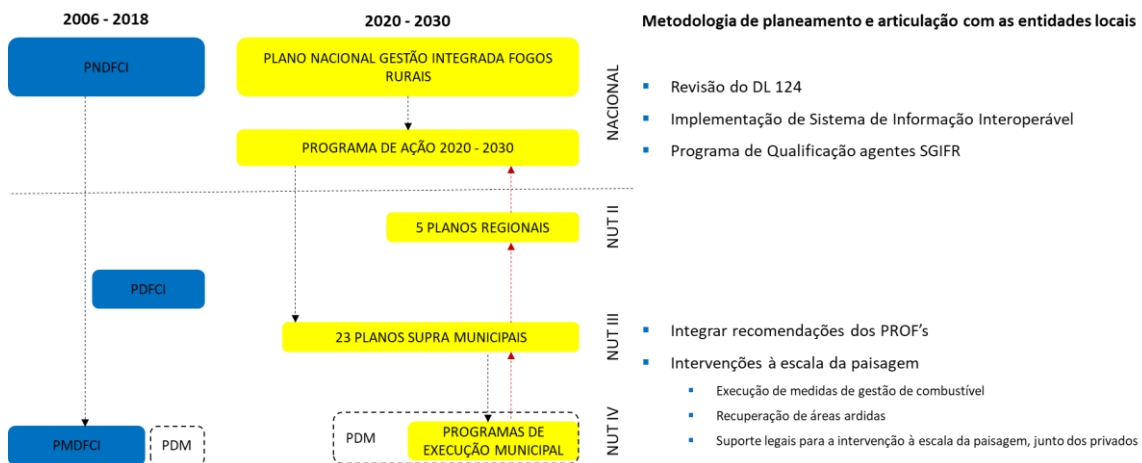 2006 - 2018
2020 - 2030
Metodologia de planeamento e articulação com as entidades locais
PNDFCI
PLANO NACIONAL GESTÃO INTEGRADA FOGOS
RURAIS
PROGRAMA DE AÇÃO 2020 - 2030
NACIONAL
Revisão do DL 124
Implementação de Sistema de Informação Interoperável
Programa de Qualificação agentes SGIFR
5 PLANOS REGIONAIS
NUT II
PDFCI
23 PLANOS SUPRA MUNICIPAIS
NUT III
Integrar recomendações dos PROF's
Intervenções à escala da paisagem
Execução de medidas de gestão de combustível
Recuperação de áreas ardidas
Suporte legais para a intervenção à escala da paisagem, junto dos privados
PMDFCI
PDM
PDM
PROGRAMAS DE
EXECUÇÃO MUNICIPAL
NUT IV